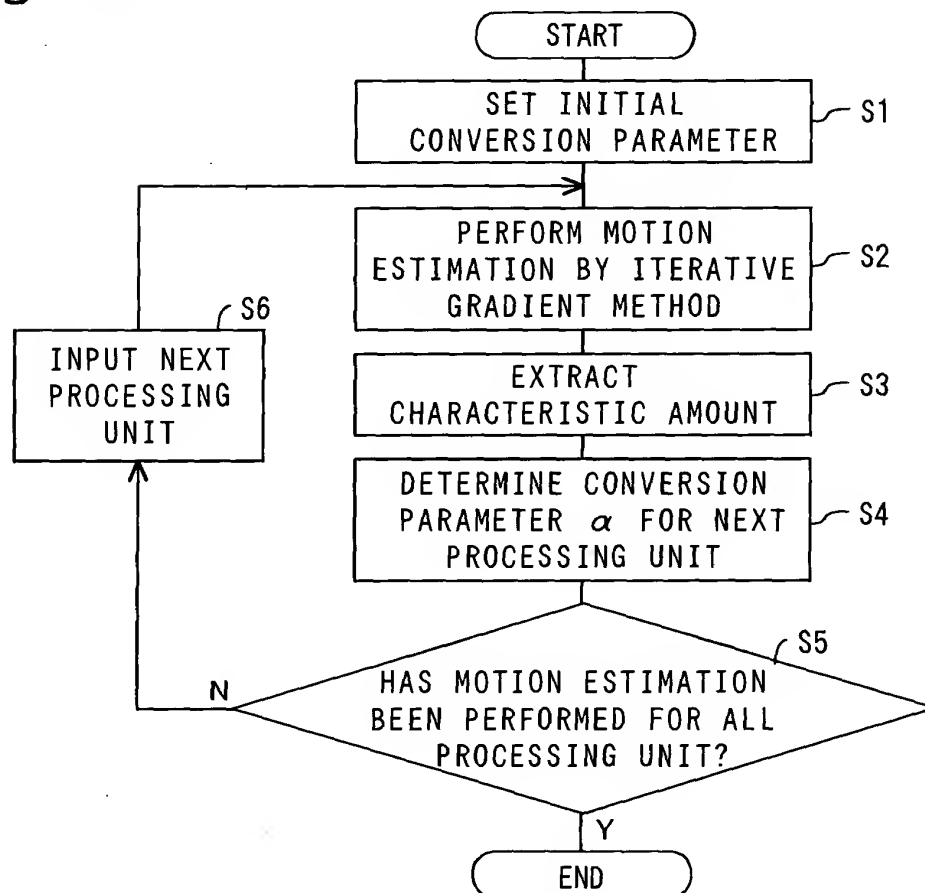 START
SET INITIAL
CONVERSION PARAMETER
S1
PERFORM MOTION
ESTIMATION BY ITERATIVE
GRADIENT METHOD
S2
S6
INPUT NEXT
PROCESSING
UNIT
EXTRACT
CHARACTERISTIC AMOUNT
S3
DETERMINE CONVERSION
PARAMETER α FOR NEXT
PROCESSING UNIT
S4
S5
N
HAS MOTION ESTIMATION
BEEN PERFORMED FOR ALL
PROCESSING UNIT?
Y
END